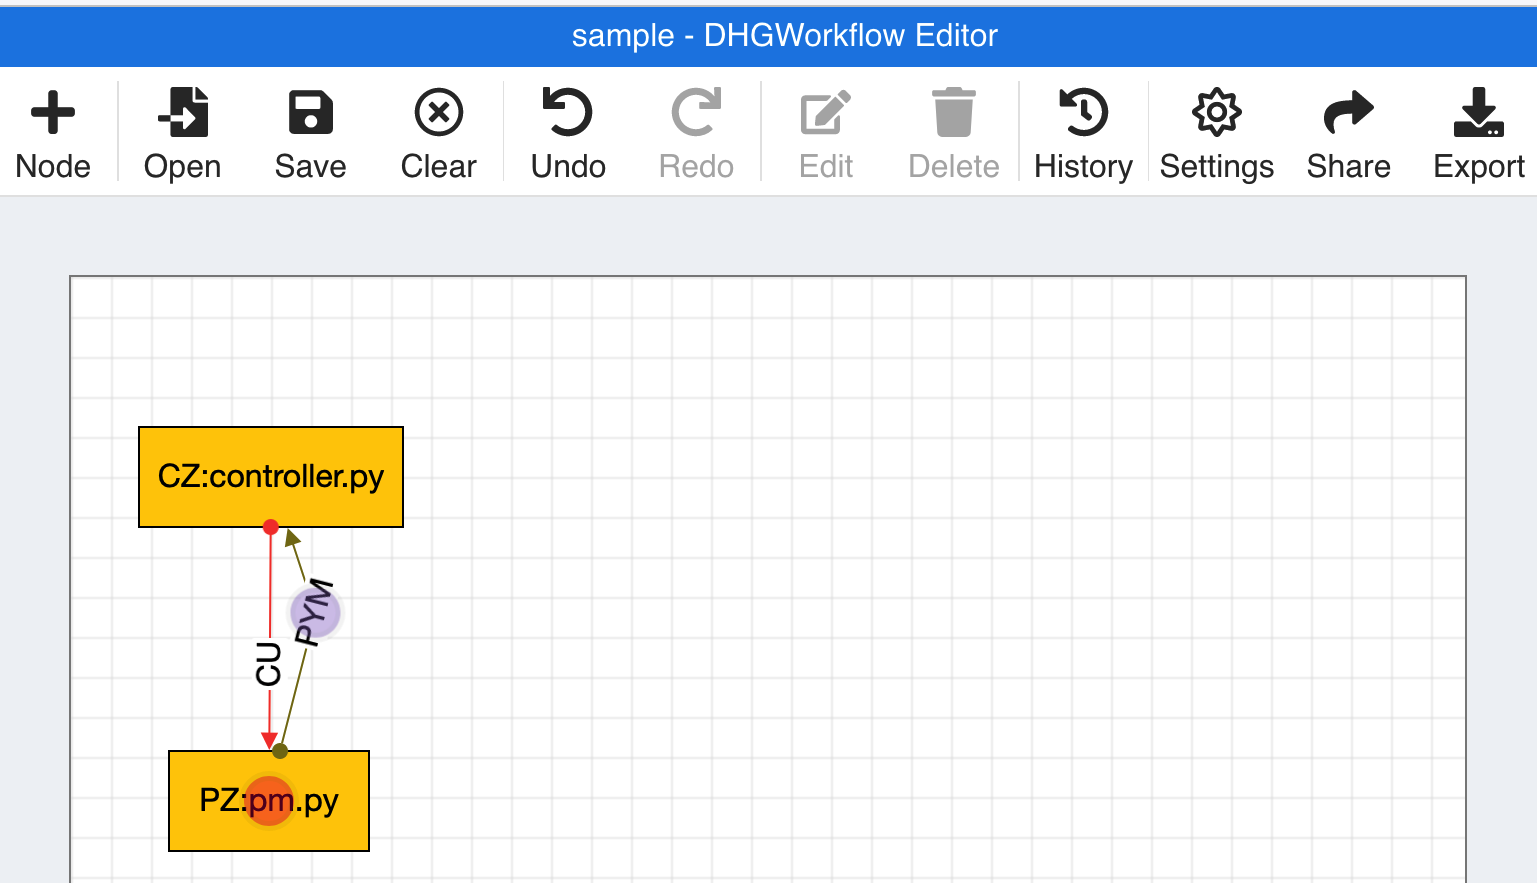 sample - DHGWorkflow Editor
Node Open Save Clear Undo Redo Edit Delete History Settings Share Export
CZ:controller.py
PYM
CU
PZ:pm.py